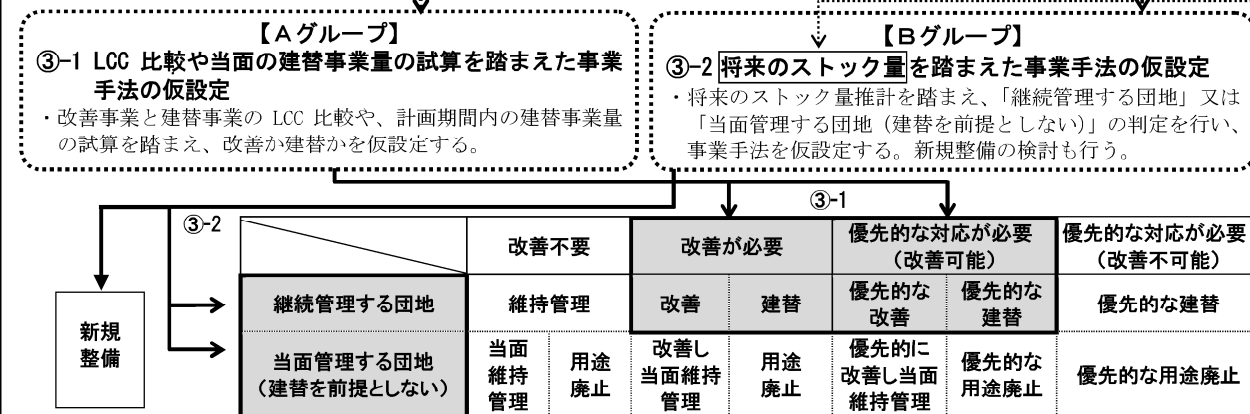 【Aグループ】
③-1 LCC 比較や当面の建替事業量の試算を踏まえた事業
手法の仮設定
・改善事業と建替事業の LCC 比較や、計画期間内の建替事業量
の試算を踏まえ、改善か建替かを仮設定する。
【Bグループ】
③-2 将来のストック量を踏まえた事業手法の仮設定
・将来のストック量推計を踏まえ、「継続管理する団地」又は
「当面管理する団地（建替を前提としない）」の判定を行い、
事業手法を仮設定する。新規整備の検討も行う。
③-1
③-2
改善不要
改善が必要
優先的な対応が必要
（改善可能）
優先的な対応が必要
（改善不可能）
新規
整備
継続管理する団地
維持管理
改善
建替
優先的な
改善
優先的な
建替
優先的な建替
当面管理する団地
（建替を前提としない）
当面
維持
管理
用途
廃止
改善し
当面維持
管理
用途
廃止
優先的に
改善し当面
維持管理
優先的な
用途廃止
優先的な用途廃止